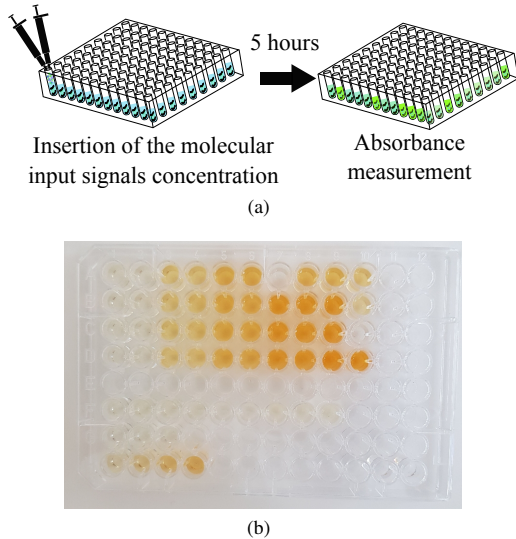 5 hours
Insertion of the molecular
input signals concentration
Absorbance
measurement
(a)
(b)